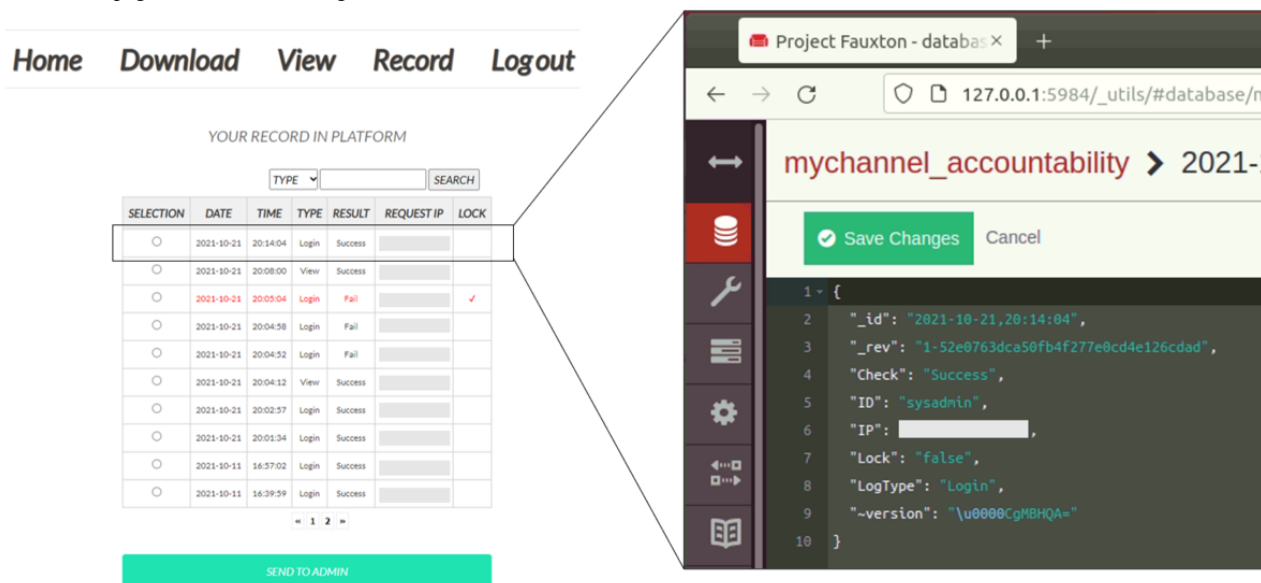 Home Download View Record Logout
YOUR RECORD IN PLATFORM
TYPE SEARCH
SELECTION DATE TIME TYPE RESULT REQUEST IP LOCK
2021-10-21 20:14:04 Login Success
2021-10-21 20:08:00 View Success
2021-10-21 20:05:04 Login Fail ✓
2021-10-21 20:04:58 Login Fail
2021-10-21 20:04:52 Login Fail
2021-10-21 20:04:12 View Success
2021-10-21 20:02:57 Login Success
2021-10-21 20:01:34 Login Success
2021-10-11 16:57:02 Login Success
2021-10-11 16:39:59 Login Success
« 1 2 »
SEND TO ADMIN
Project Fauxton - databas × +
127.0.0.1:5984/_utils/#database/
mychannel_accountability > 2021-
Save Changes Cancel
1 {
2 "_id": "2021-10-21,20:14:04",
3 "_rev": "1-52e0763dca50fb4f277e0cd4e126cdad",
4 "Check": "Success",
5 "ID": "sysadmin",
6 "IP": ,
7 "Lock": "false",
8 "LogType": "Login",
9 "~version": "\u0000CgMBHQA="
10 }